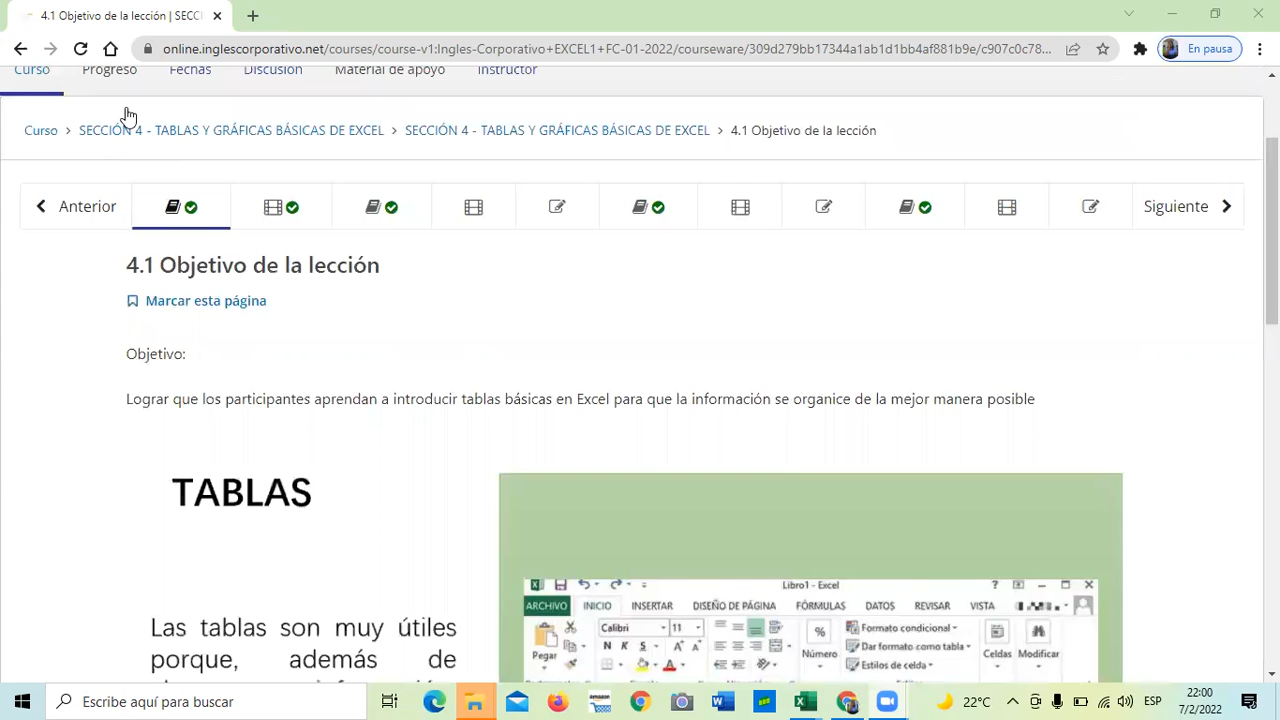 4.1 Objetivo de la lección | SECC
online.inglescorporativo.net/courses/course-v1:Ingles-Corporativo+EXCEL1+FC-01-2022/courseware/309d279bb17344a1ab1d1bb4af881b9e/c907c0c78...
En pausa
Curso Progreso Fechas Discusión Material de apoyo Instructor
Curso > SECCIÓN 4 - TABLAS Y GRÁFICAS BÁSICAS DE EXCEL > SECCIÓN 4 - TABLAS Y GRÁFICAS BÁSICAS DE EXCEL > 4.1 Objetivo de la lección
Anterior Siguiente
4.1 Objetivo de la lección
Marcar esta página
Objetivo:
Lograr que los participantes aprendan a introducir tablas básicas en Excel para que la información se organice de la mejor manera posible
TABLAS
Las tablas son muy útiles
porque, además de
Libro1 - Excel
ARCHIVO INICIO INSERTAR DISEÑO DE PÁGINA FÓRMULAS DATOS REVISAR VISTA
Pegar
Calibri 11
N K S
Número
Formato condicional
Dar formato como tabla
Estilos de celda
Celdas
Modificar
Escribe aquí para buscar
22°C
ESP
22:00
7/2/2022